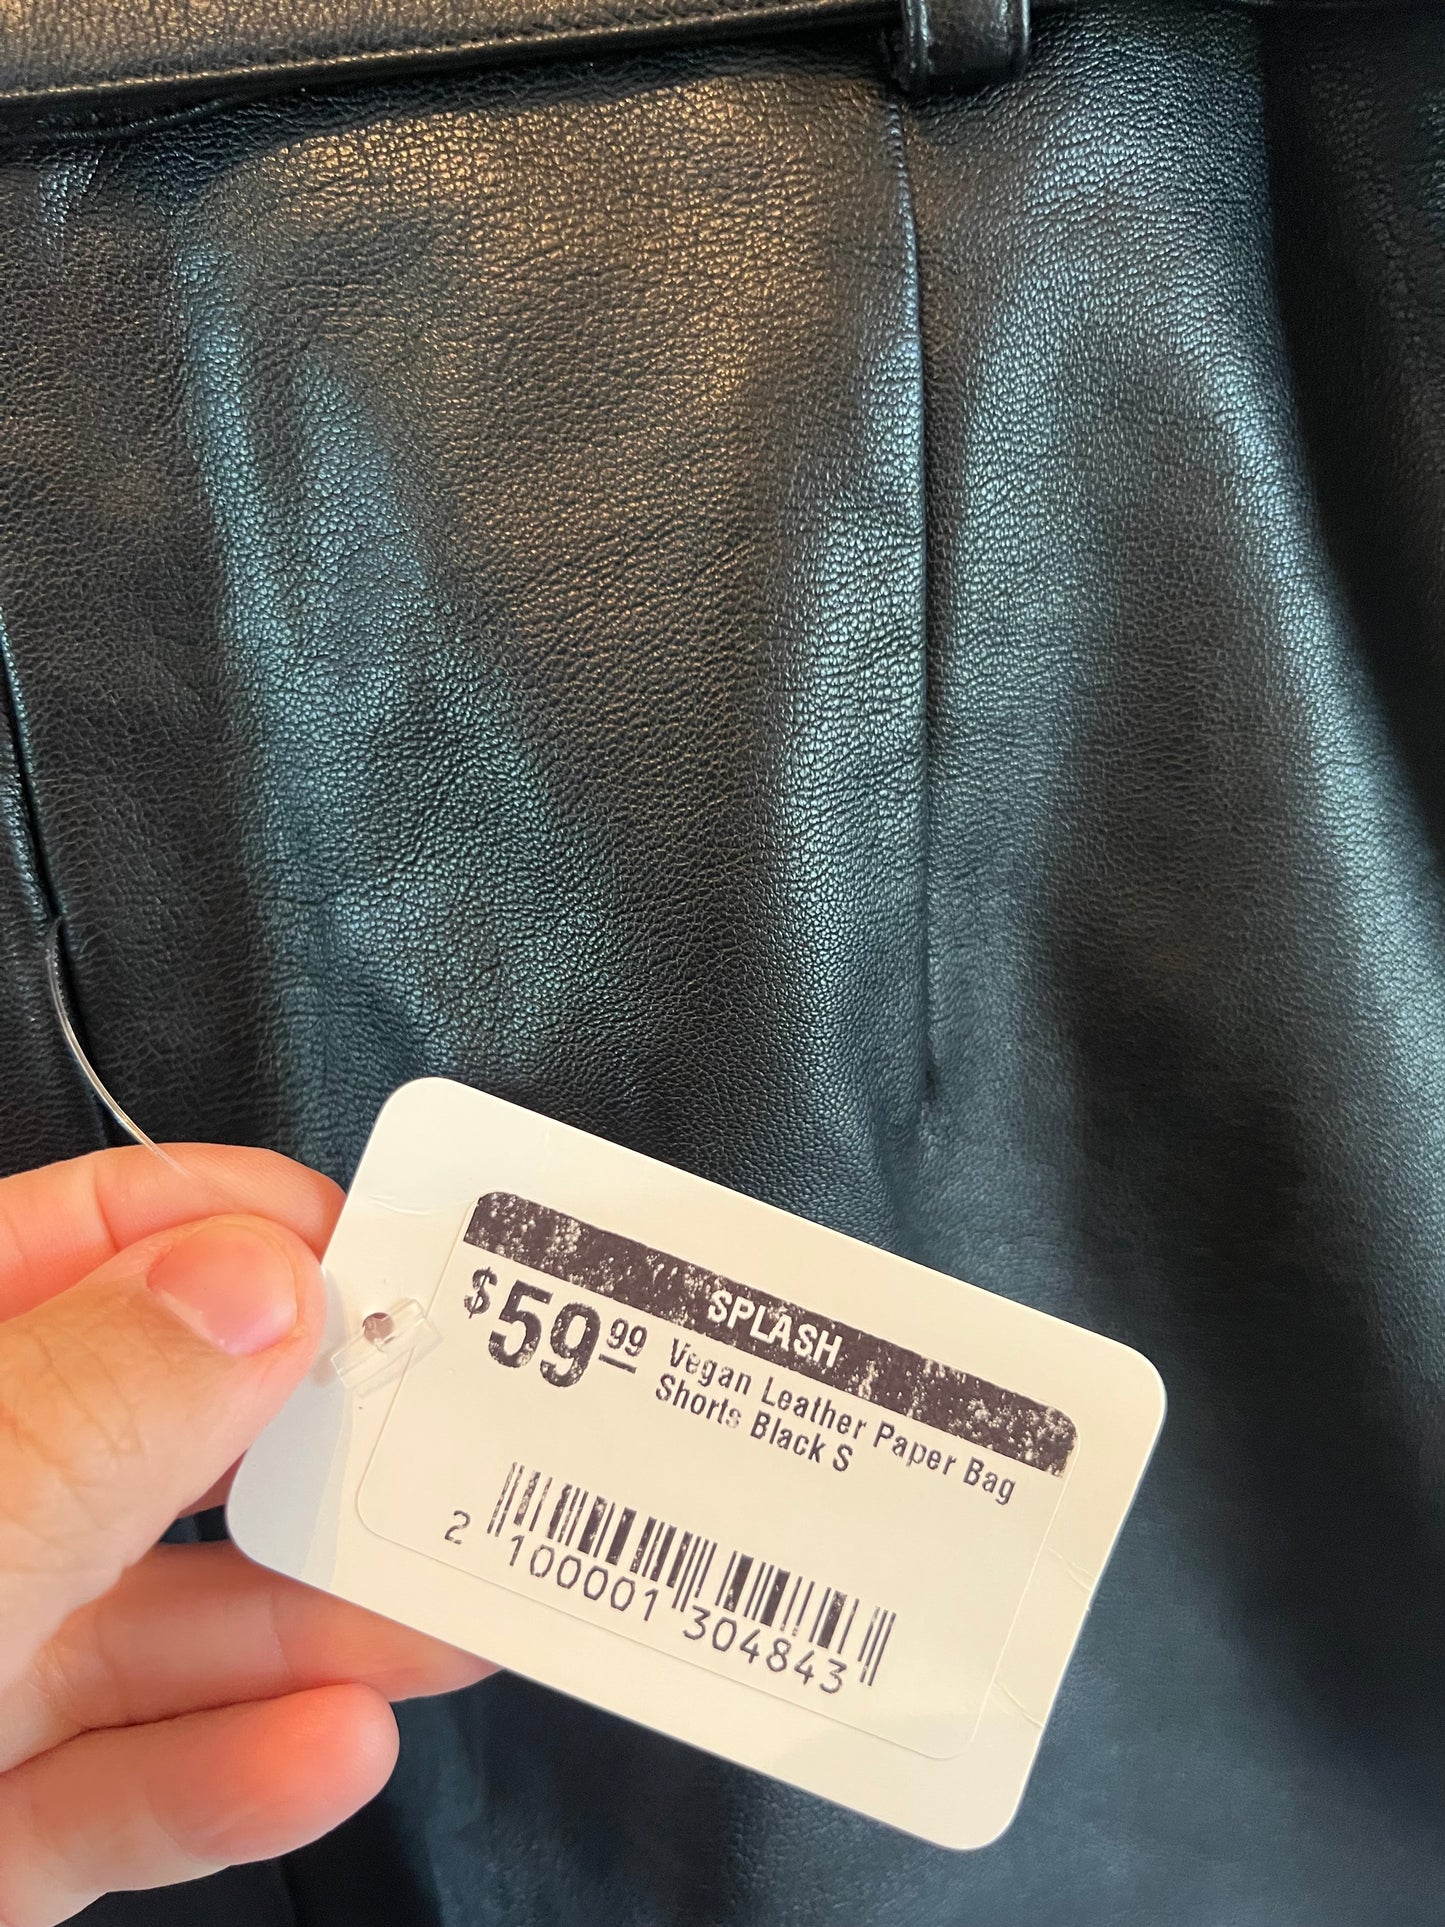 SPLASH
$59.99 Vegan Leather Paper Bag
Shorts Black S
2 100001 304843